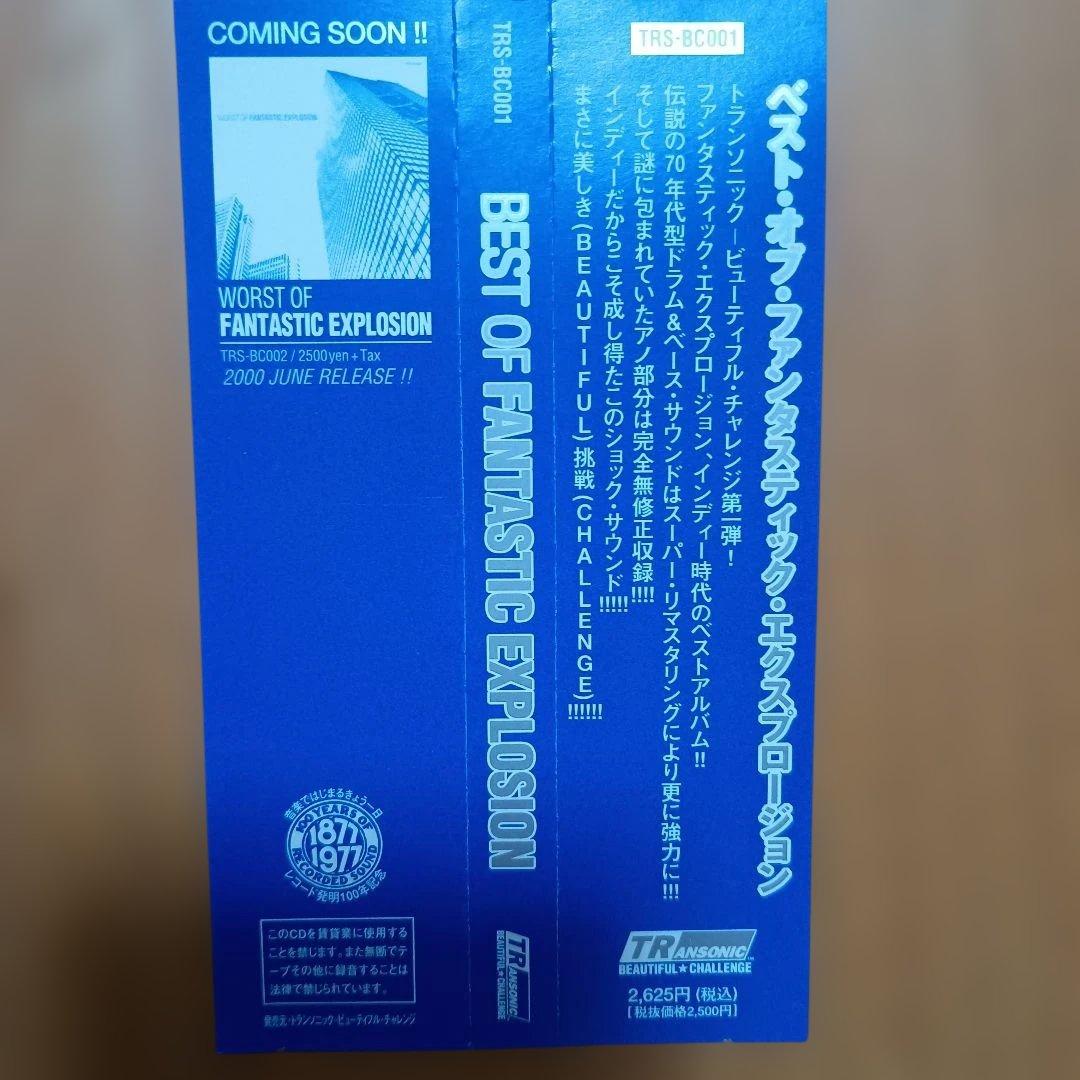 COMING SOON !!
WORST OF FANTASTIC EXPLOSION
WORST OF
FANTASTIC EXPLOSION
TRS-BC002 / 2500yen + Tax
2000 JUNE RELEASE !!
音楽ではじまるきょう一日
100 YEARS OF
1877
1977
RECORDED SOUND
レコード発明100年記念
このCDを賃貸業に使用する
ことを禁じます。また無断でテ
ープその他に録音することは
法律で禁じられています。
発売元・トランソニック・ビューティフル・チャレンジ
TRS-BC001
BEST OF FANTASTIC EXPLOSION
TRANSONIC
BEAUTIFUL★CHALLENGE
TRS-BC001
ベスト・オブ・ファンタスティック・エクスプロージョン
トランソニック－ビューティフル・チャレンジ第一弾！
ファンタスティック・エクスプロージョン、インディー時代のベストアルバム!!
伝説の70年代型ドラム&ベース・サウンドはスーパー・リマスタリングにより更に強力に!!!
そして謎に包まれていたアノ部分は完全無修正収録!!!!
インディーだからこそ成し得たこのショック・サウンド!!!!!
まさに美しき(BEAUTIFUL)挑戦(CHALLENGE)!!!!!!
TRANSONIC™
BEAUTIFUL★CHALLENGE
2,625円 (税込)
[税抜価格2,500円]